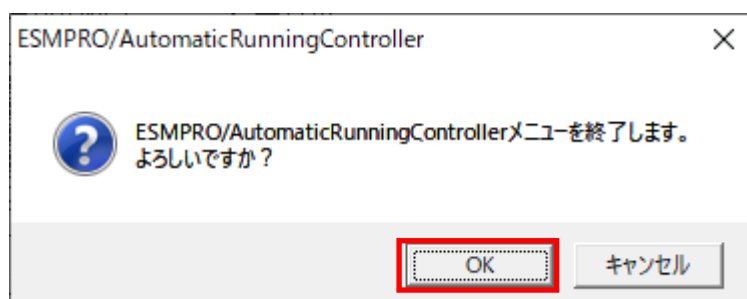 ESMPRO/AutomaticRunningController
ESMPRO/AutomaticRunningControllerメニューを終了します。
よろしいですか？
OK
キャンセル